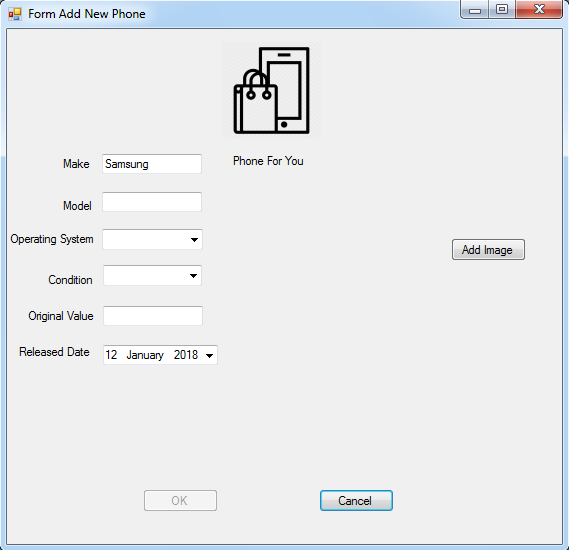 Form Add New Phone
Phone For You
Make Samsung
Model
Operating System
Add Image
Condition
Original Value
Released Date 12 January 2018
OK Cancel